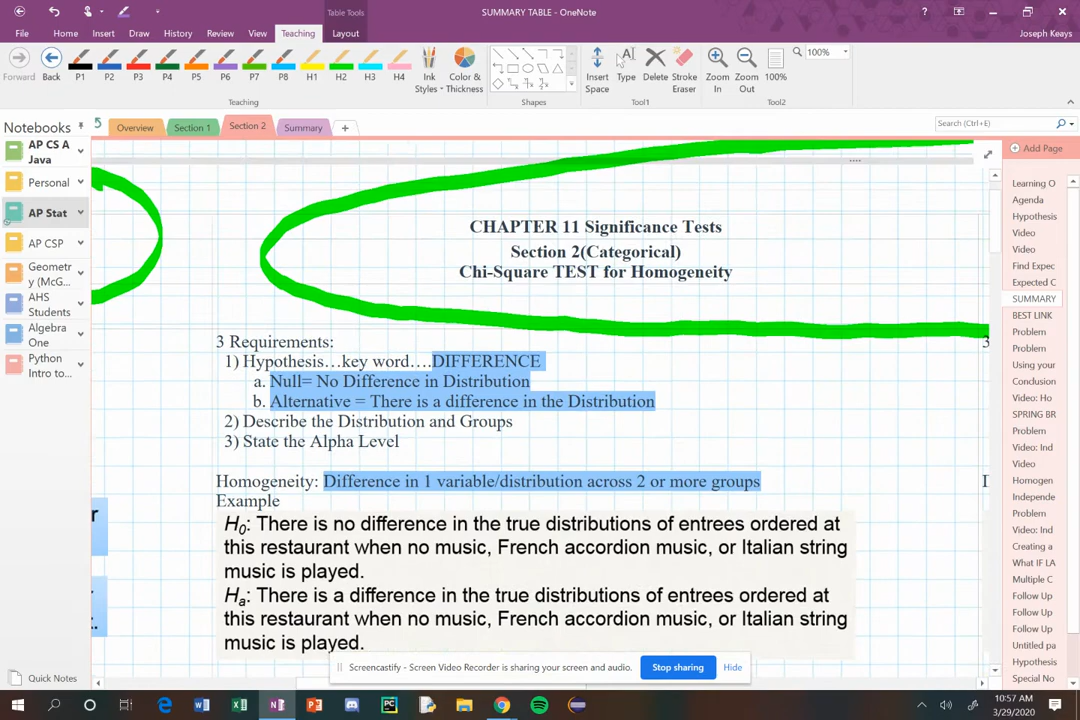 Table Tools
SUMMARY TABLE - OneNote
?
File
Home
Insert
Draw
History
Review
View
Teaching
Layout
Joseph Keays
Forward
Back
P1
P2
P3
P4
P5
P6
P7
P8
H1
H2
H3
H4
Ink
Styles
Color &
Thickness
Insert
Space
Type
Delete
Stroke
Eraser
Zoom
In
Zoom
Out
100%
100%
Teaching
Shapes
Tool1
Tool2
Notebooks
Overview
Section 1
Section 2
Summary
Search (Ctrl+E)
AP CS A
Java
Personal
AP Stat
AP CSP
Geometr
y (McG...
AHS
Students
Algebra
One
Python
Intro to...
Quick Notes
CHAPTER 11 Significance Tests
Section 2(Categorical)
Chi-Square TEST for Homogeneity
3 Requirements:
1) Hypothesis…key word….DIFFERENCE
a. Null= No Difference in Distribution
b. Alternative = There is a difference in the Distribution
2) Describe the Distribution and Groups
3) State the Alpha Level
Homogeneity: Difference in 1 variable/distribution across 2 or more groups
Example
H0: There is no difference in the true distributions of entrees ordered at
this restaurant when no music, French accordion music, or Italian string
music is played.
Ha: There is a difference in the true distributions of entrees ordered at
this restaurant when no music, French accordion music, or Italian string
music is played.
Add Page
Learning O
Agenda
Hypothesis
Video
Video
Find Expec
Expected C
SUMMARY
BEST LINK
Problem
Problem
Using your
Conclusion
Video: Ho
SPRING BR
Problem
Video: Ind
Video
Homogen
Independe
Problem
Video: Ind
Creating a
What IF LA
Multiple C
Follow Up
Follow Up
Follow Up
Untitled pa
Hypothesis
Special No
Screencastify - Screen Video Recorder is sharing your screen and audio.
Stop sharing
Hide
10:57 AM
3/29/2020